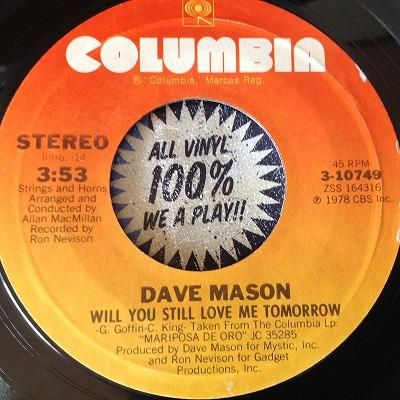 COLUMBIA
® "Columbia," Marcas Reg.
STEREO
Intro. :14
3:53
Strings and Horns
Arranged and
Conducted by
Allan MacMillan
Recorded by
Ron Nevison
ALL VINYL
100%
WE A PLAY!!
45 RPM
3-10749
ZSS 164316
℗ 1978 CBS Inc.
DAVE MASON
WILL YOU STILL LOVE ME TOMORROW
-G. Goffin-C. King- Taken From The Columbia Lp:
"MARIPOSA DE ORO" JC 35285
Produced by Dave Mason for Mystic, Inc.
and Ron Nevison for Gadget
Productions, Inc.